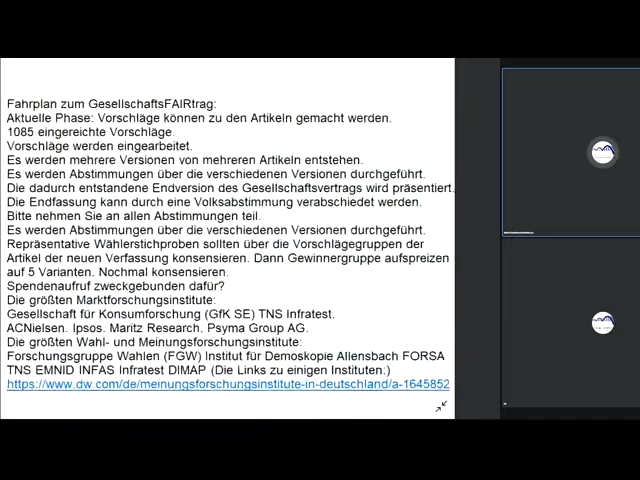 Fahrplan zum GesellschaftsFAIRtrag:
Aktuelle Phase: Vorschläge können zu den Artikeln gemacht werden.
1085 eingereichte Vorschläge.
Vorschläge werden eingearbeitet.
Es werden mehrere Versionen von mehreren Artikeln entstehen.
Es werden Abstimmungen über die verschiedenen Versionen durchgeführt.
Die dadurch entstandene Endversion des Gesellschaftsvertrags wird präsentiert.
Die Endfassung kann durch eine Volksabstimmung verabschiedet werden.
Bitte nehmen Sie an allen Abstimmungen teil.
Es werden Abstimmungen über die verschiedenen Versionen durchgeführt.
Repräsentative Wählerstichproben sollten über die Vorschlägegruppen der
Artikel der neuen Verfassung konsensieren. Dann Gewinnergruppe aufspreizen
auf 5 Varianten. Nochmal konsensieren.
Spendenaufruf zweckgebunden dafür?
Die größten Marktforschungsinstitute:
Gesellschaft für Konsumforschung (GfK SE) TNS Infratest.
ACNielsen. Ipsos. Maritz Research. Psyma Group AG.
Die größten Wahl- und Meinungsforschungsinstitute:
Forschungsgruppe Wahlen (FGW) Institut für Demoskopie Allensbach FORSA
TNS EMNID INFAS Infratest DIMAP (Die Links zu einigen Instituten.)
https://www.dw.com/de/meinungsforschungsinstitute-in-deutschland/a-1645852